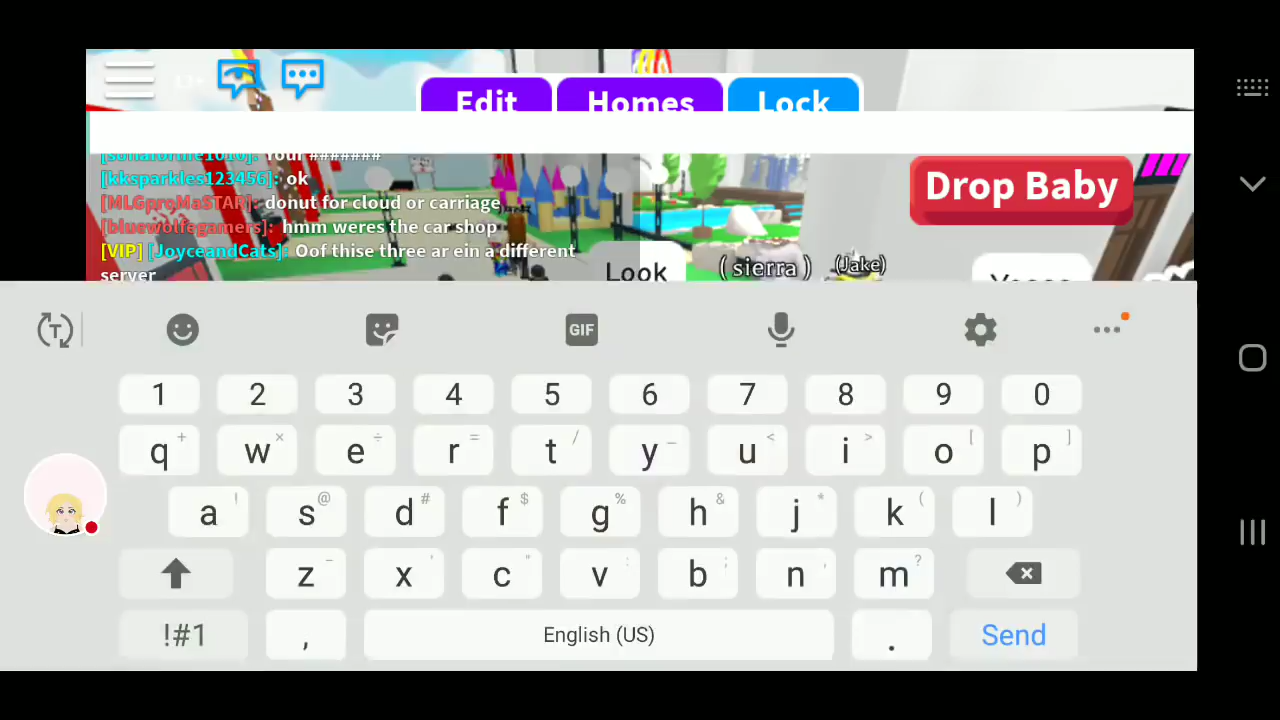 13+
Edit Homes Lock
[sofiaforme1010]: Your #######
[kksparkles123456]: ok
[MLGproMaSTAR]: donut for cloud or carriage
[bluewolfegamers]: hmm weres the car shop
[VIP] [JoyceandCats]: Oof thise three ar ein a different
server
Drop Baby
Look
( sierra )
(Jake)
GIF
1 2 3 4 5 6 7 8 9 0
q + w × e ÷ r = t / y _ u < i > o [ p ]
a ! s @ d # f $ g % h & j * k ( l )
z - x ' c " v : b ; n , m ?
!#1 , English (US) . Send